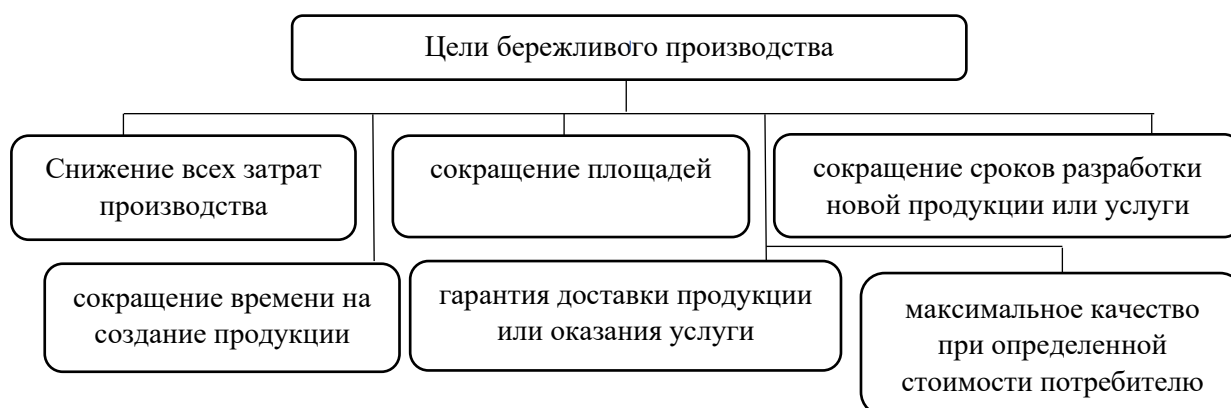 Цели бережливого производства
Снижение всех затрат
производства
сокращение площадей
сокращение сроков разработки
новой продукции или услуги
сокращение времени на
создание продукции
гарантия доставки продукции
или оказания услуги
максимальное качество
при определенной
стоимости потребителю